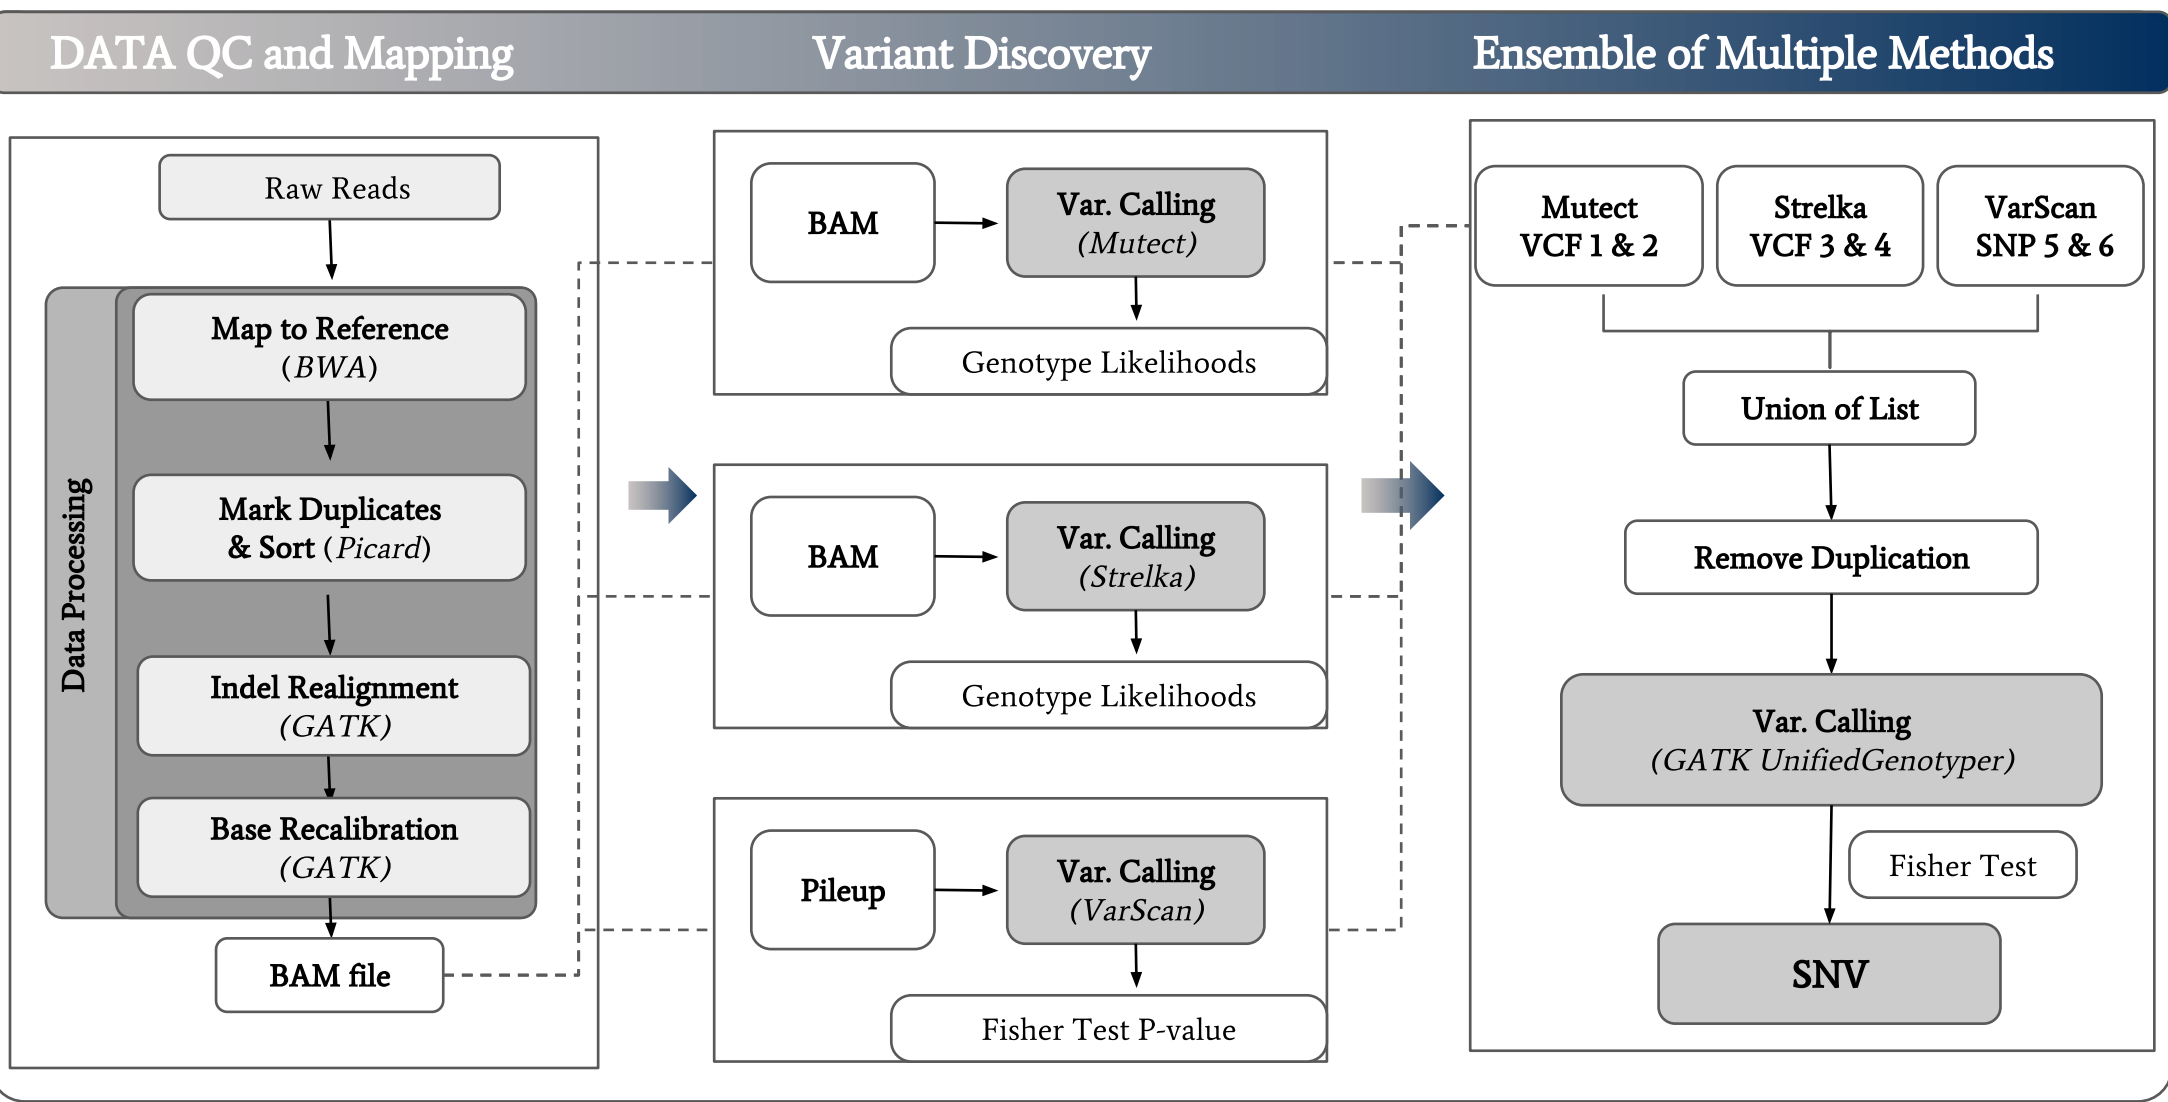 DATA QC and Mapping
Variant Discovery
Ensemble of Multiple Methods
Raw Reads
Data Processing
Map to Reference
(BWA)
Mark Duplicates
& Sort (Picard)
Indel Realignment
(GATK)
Base Recalibration
(GATK)
BAM file
BAM
Var. Calling
(Mutect)
Genotype Likelihoods
BAM
Var. Calling
(Strelka)
Genotype Likelihoods
Pileup
Var. Calling
(VarScan)
Fisher Test P-value
Mutect
VCF 1 & 2
Strelka
VCF 3 & 4
VarScan
SNP 5 & 6
Union of List
Remove Duplication
Var. Calling
(GATK UnifiedGenotyper)
Fisher Test
SNV